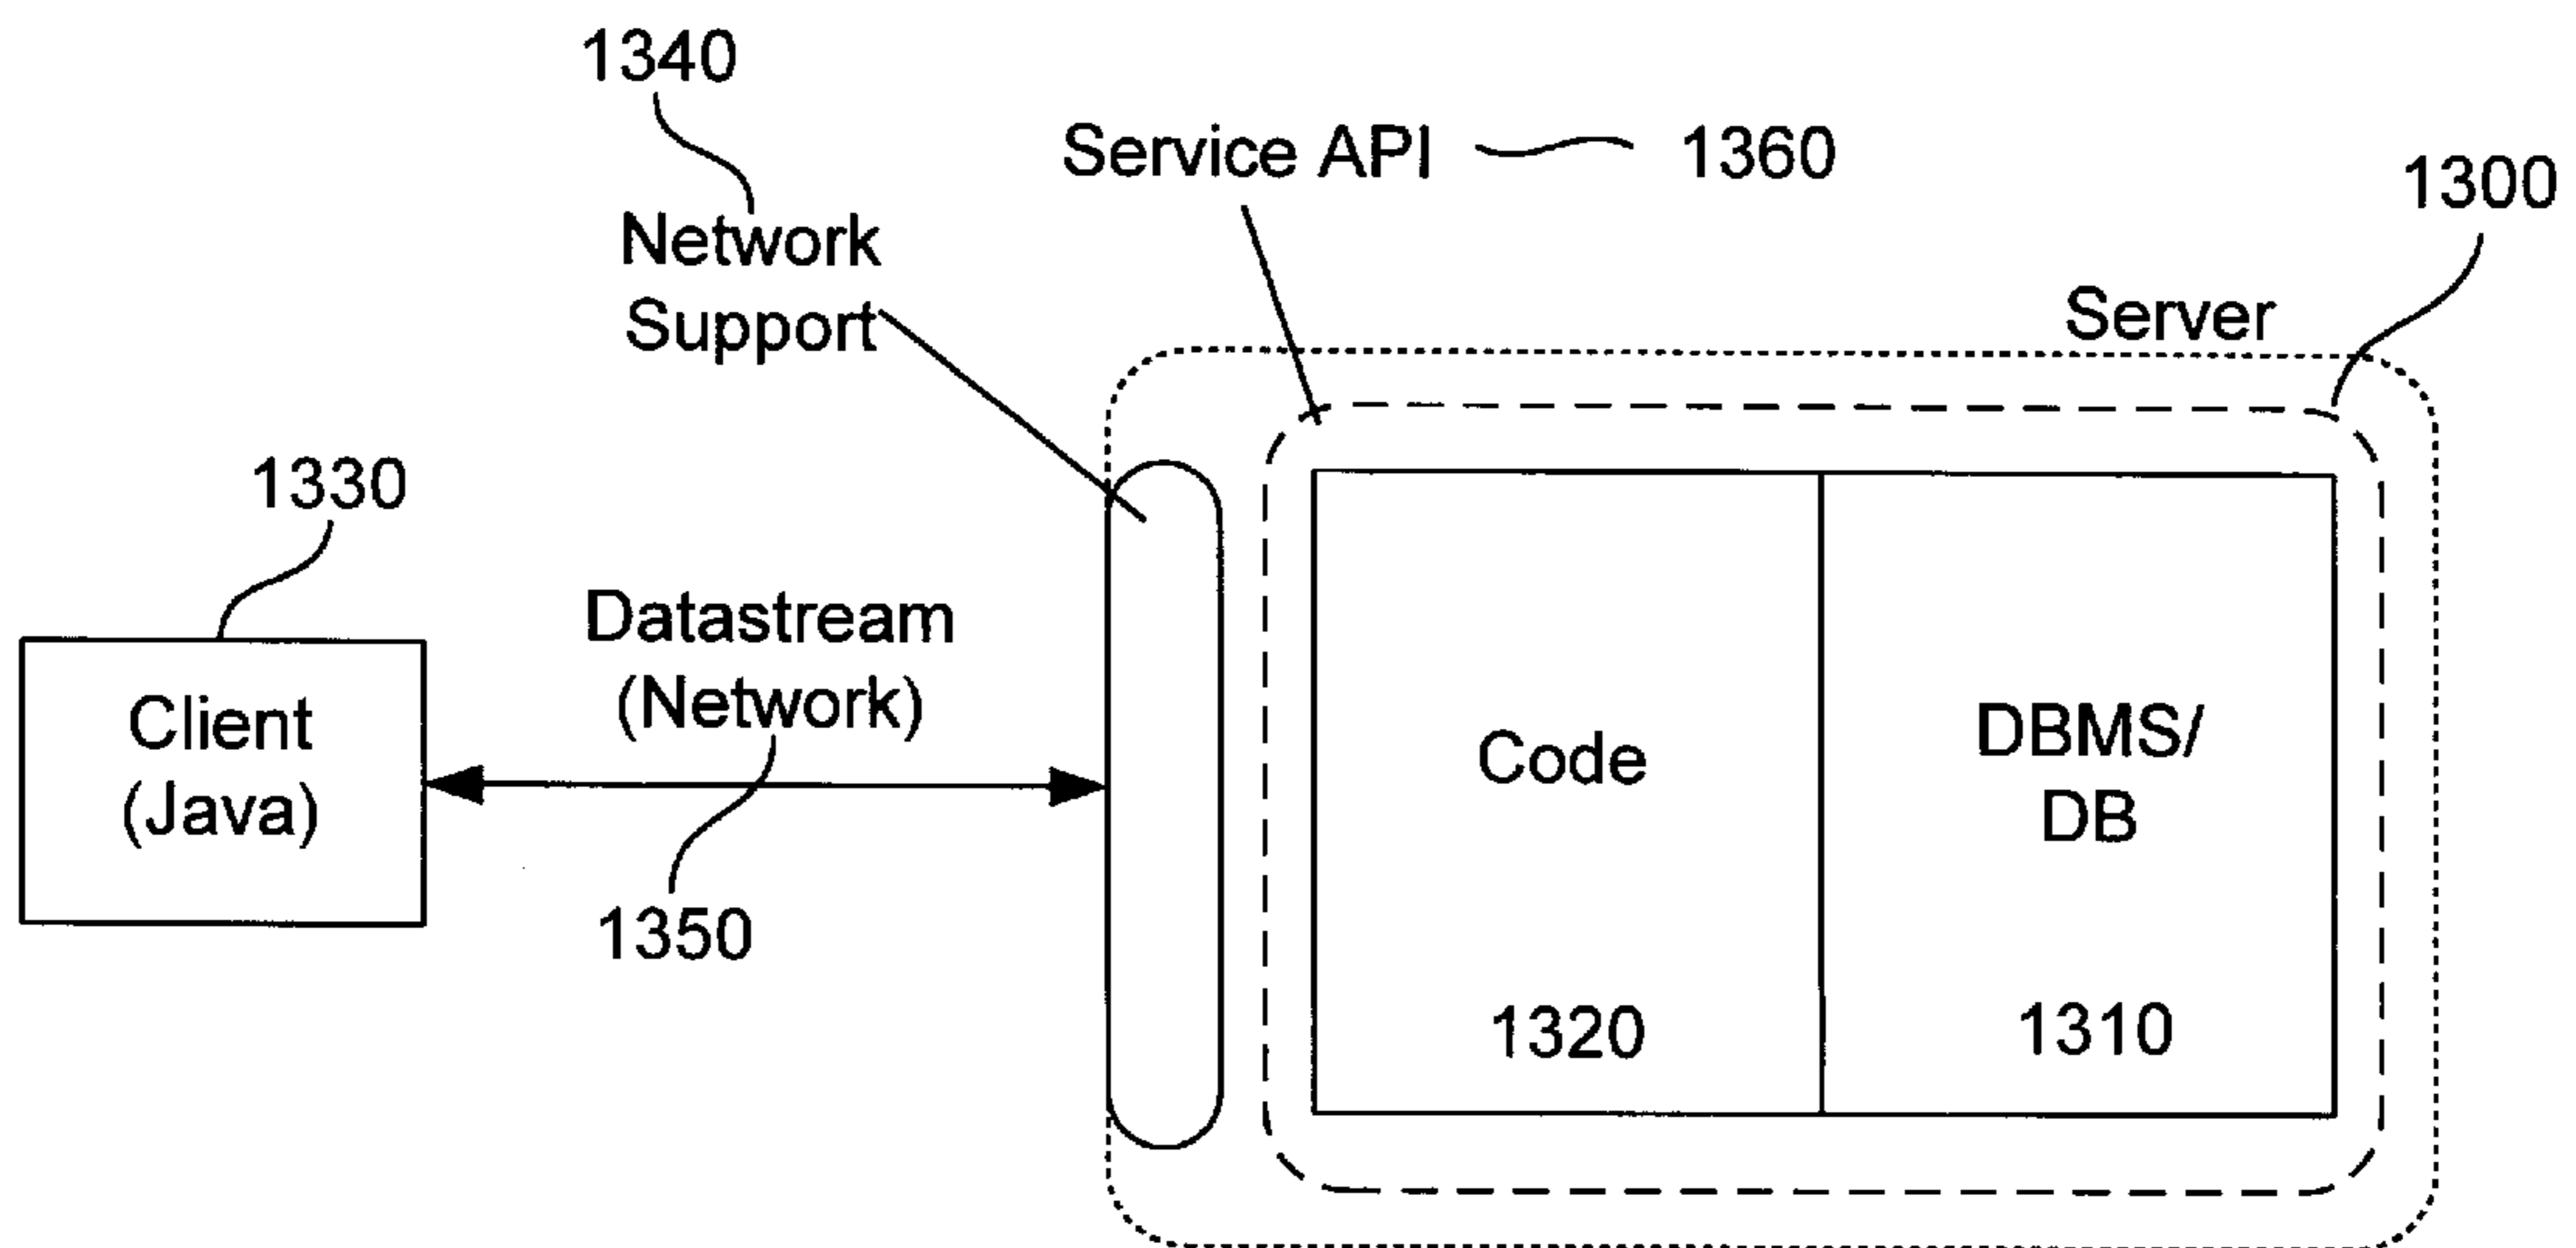 1340
Service API 1360
1300
Network
Support
Server
1330
Datastream
(Network)
Client
(Java)
1350
Code
DBMS/
DB
1320
1310